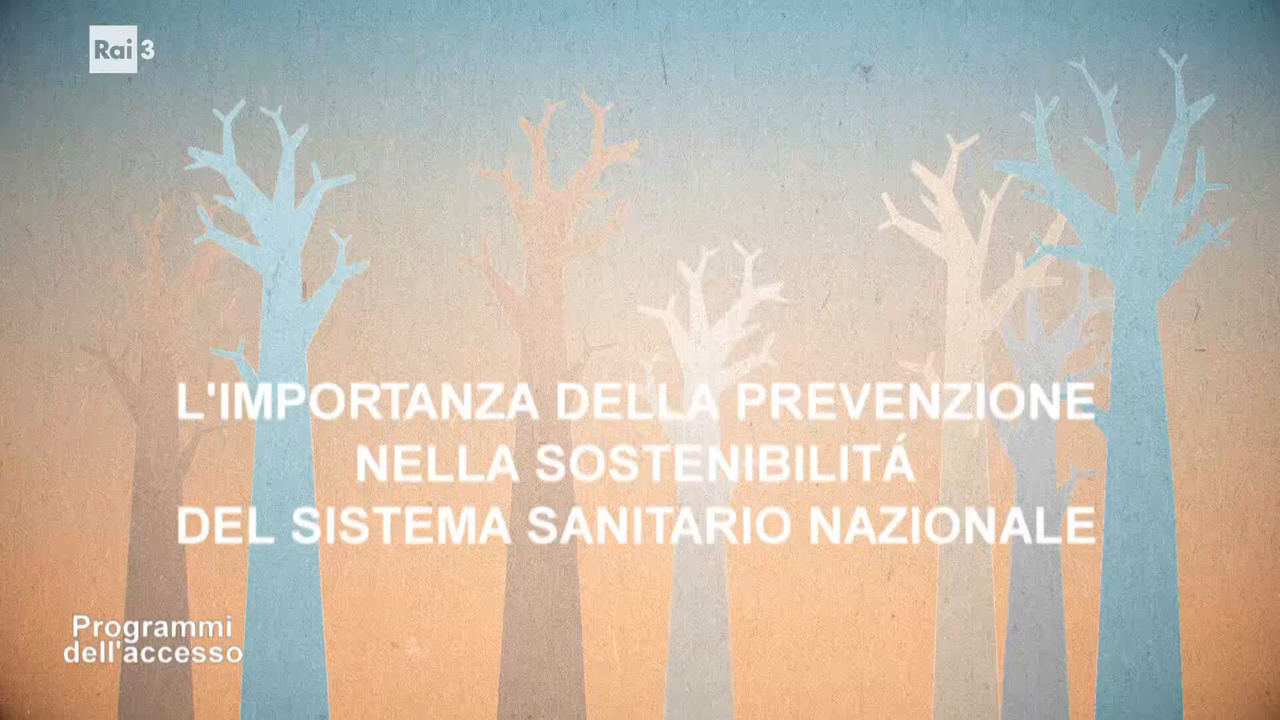 Rai 3
L'IMPORTANZA DELLA PREVENZIONE
NELLA SOSTENIBILITÁ
DEL SISTEMA SANITARIO NAZIONALE
Programmi
dell'accesso